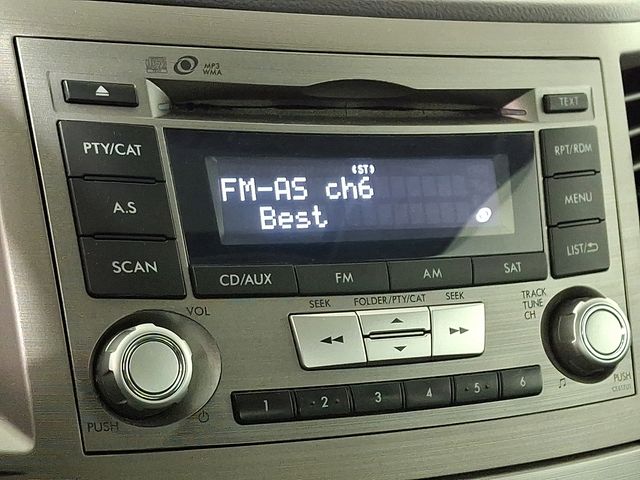 MP3
WMA
TEXT
PTY/CAT
RPT/RDM
(ST)
FM-AS ch6
Best
A.S
MENU
SCAN
LIST/
CD/AUX
FM
AM
SAT
VOL
SEEK
FOLDER/PTY/CAT
SEEK
TRACK
TUNE
CH
PUSH
1
2
3
4
5
6
PUSH